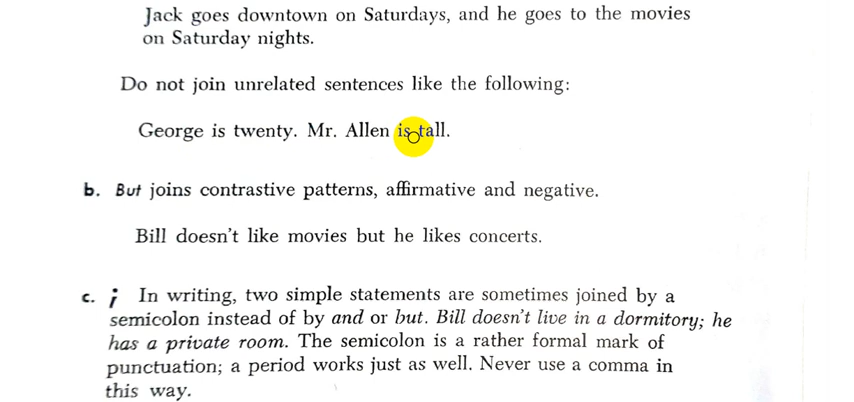 Jack goes downtown on Saturdays, and he goes to the movies
on Saturday nights.
Do not join unrelated sentences like the following:
George is twenty. Mr. Allen is tall.
b. But joins contrastive patterns, affirmative and negative.
Bill doesn't like movies but he likes concerts.
c. ; In writing, two simple statements are sometimes joined by a
semicolon instead of by and or but. Bill doesn't live in a dormitory; he
has a private room. The semicolon is a rather formal mark of
punctuation; a period works just as well. Never use a comma in
this way.